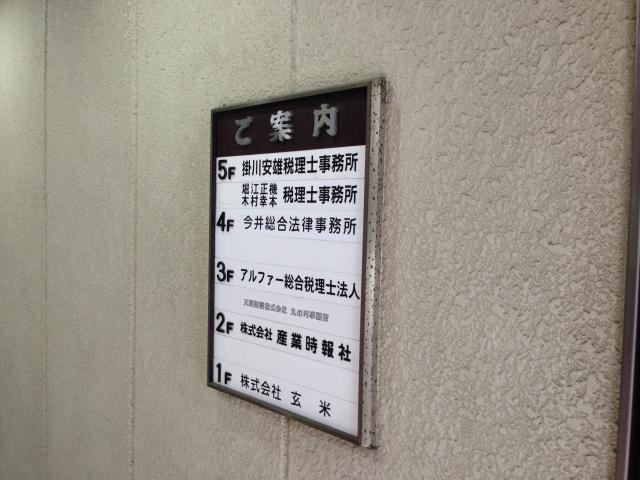 ご案内
5F 掛川安雄税理士事務所
堀江正機 木村幸本 税理士事務所
4F 今井総合法律事務所
3F アルファー総合税理士法人
2F 株式会社 産業時報社
1F 株式会社 玄米